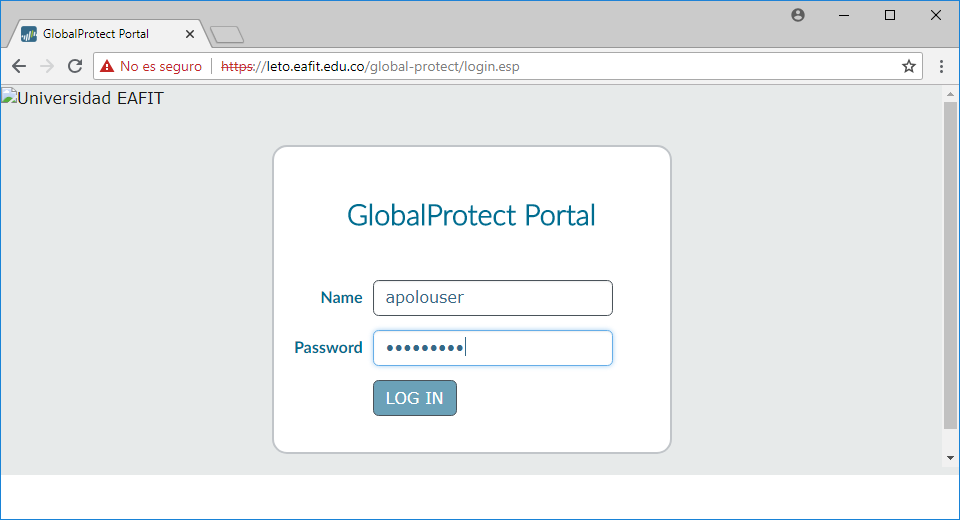 GlobalProtect Portal
No es seguro https://leto.eafit.edu.co/global-protect/login.esp
Universidad EAFIT
GlobalProtect Portal
Name apolouser
Password •••••••••
LOG IN